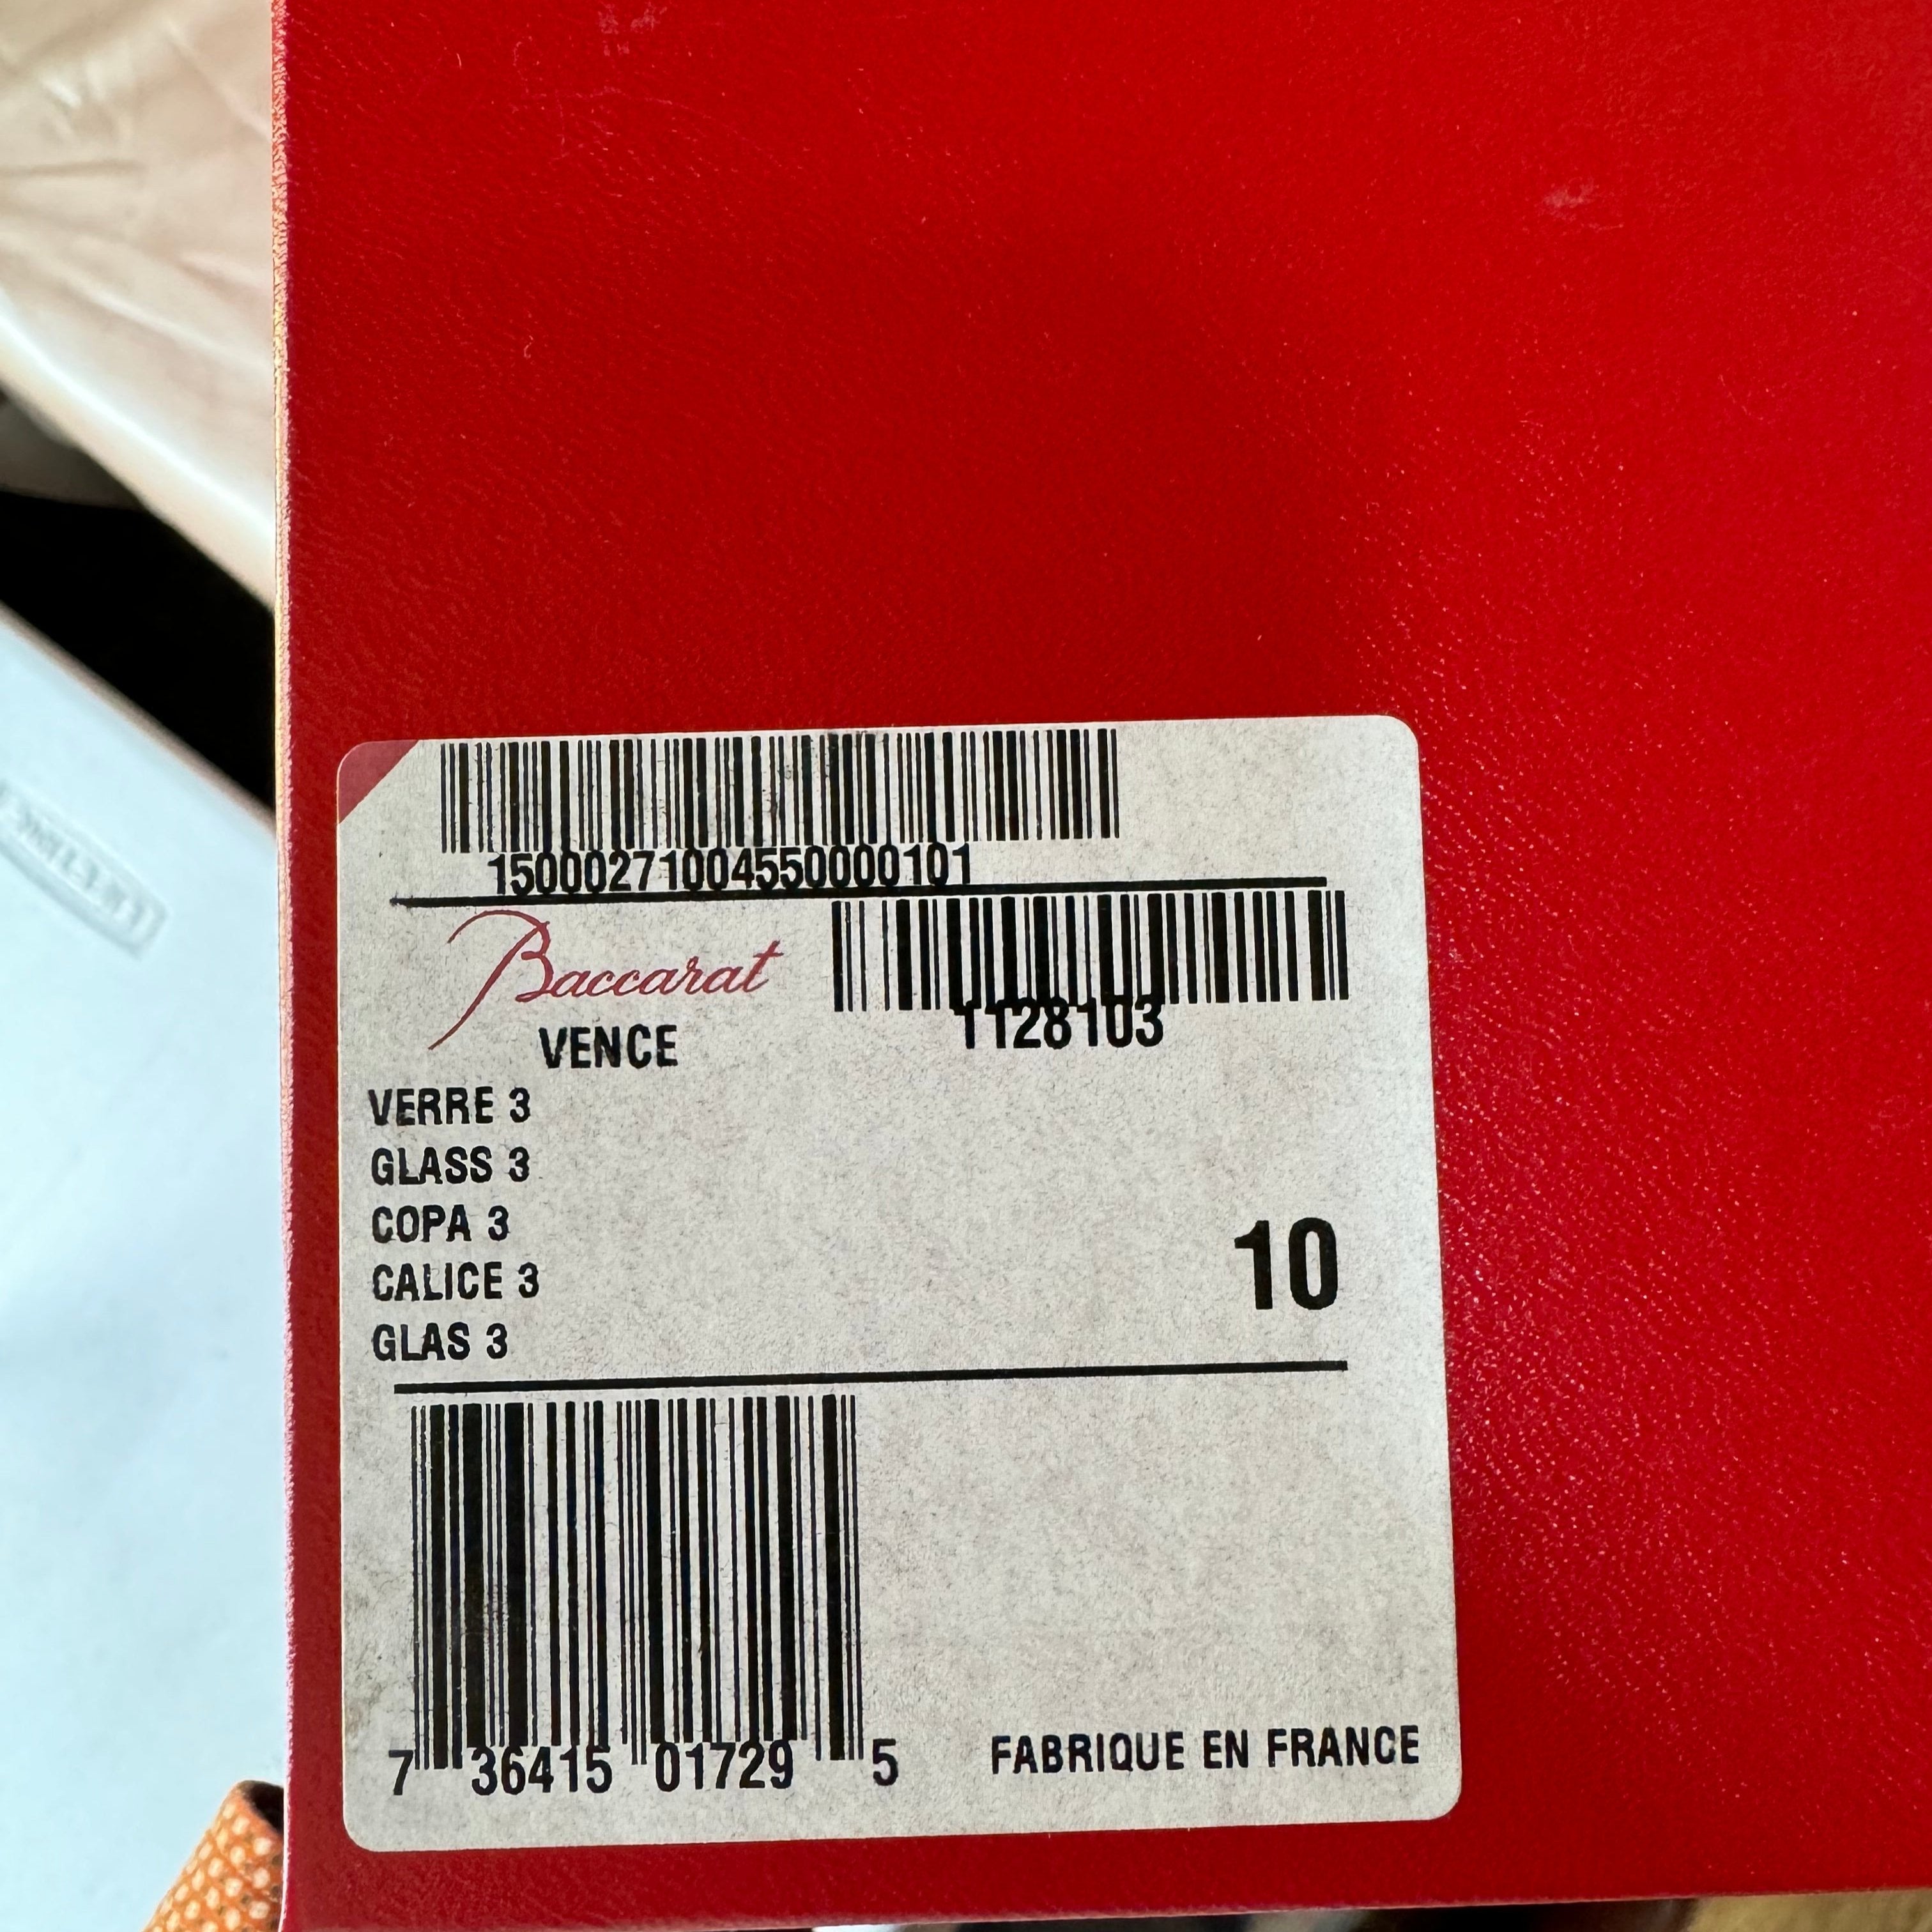 15000271004550000101
Baccarat
1128103
VENCE
VERRE 3
GLASS 3
COPA 3
CALICE 3
GLAS 3
10
7 36415 01729 5
FABRIQUE EN FRANCE